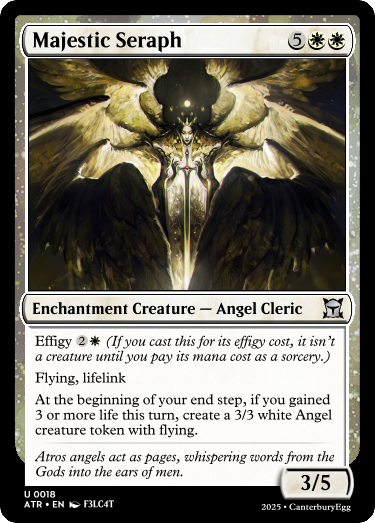 Majestic Seraph 5
Enchantment Creature — Angel Cleric
Effigy 2 (If you cast this for its effigy cost, it isn't
a creature until you pay its mana cost as a sorcery.)
Flying, lifelink
At the beginning of your end step, if you gained
3 or more life this turn, create a 3/3 white Angel
creature token with flying.
Atros angels act as pages, whispering words from the
Gods into the ears of men.
3/5
U 0018
ATR • EN F3LC4T
2025 • CanterburyEgg